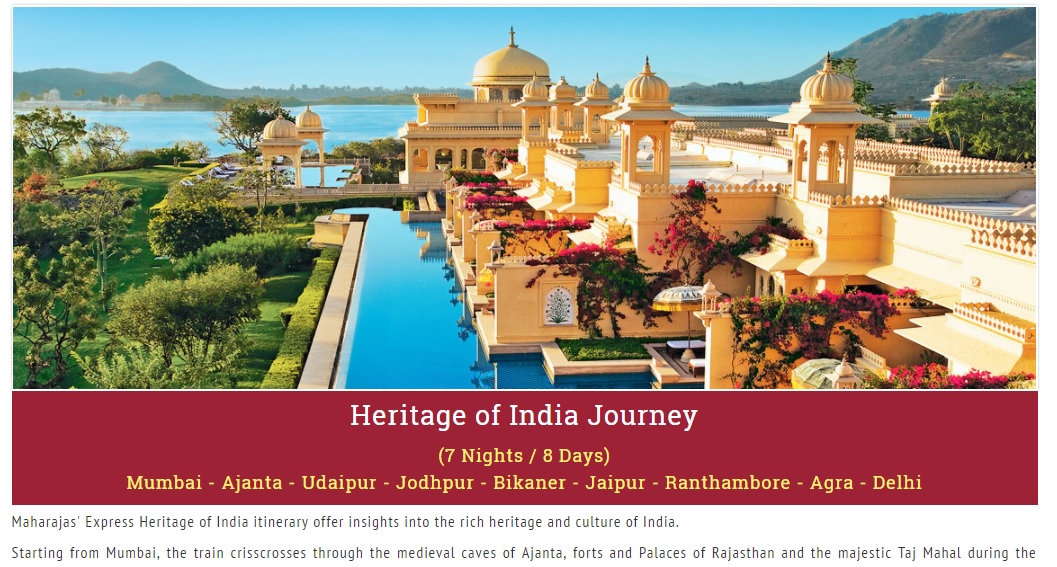 Heritage of India Journey
(7 Nights / 8 Days)
Mumbai - Ajanta - Udaipur - Jodhpur - Bikaner - Jaipur - Ranthambore - Agra - Delhi
Maharajas' Express Heritage of India itinerary offer insights into the rich heritage and culture of India.
Starting from Mumbai, the train crisscrosses through the medieval caves of Ajanta, forts and Palaces of Rajasthan and the majestic Taj Mahal during the